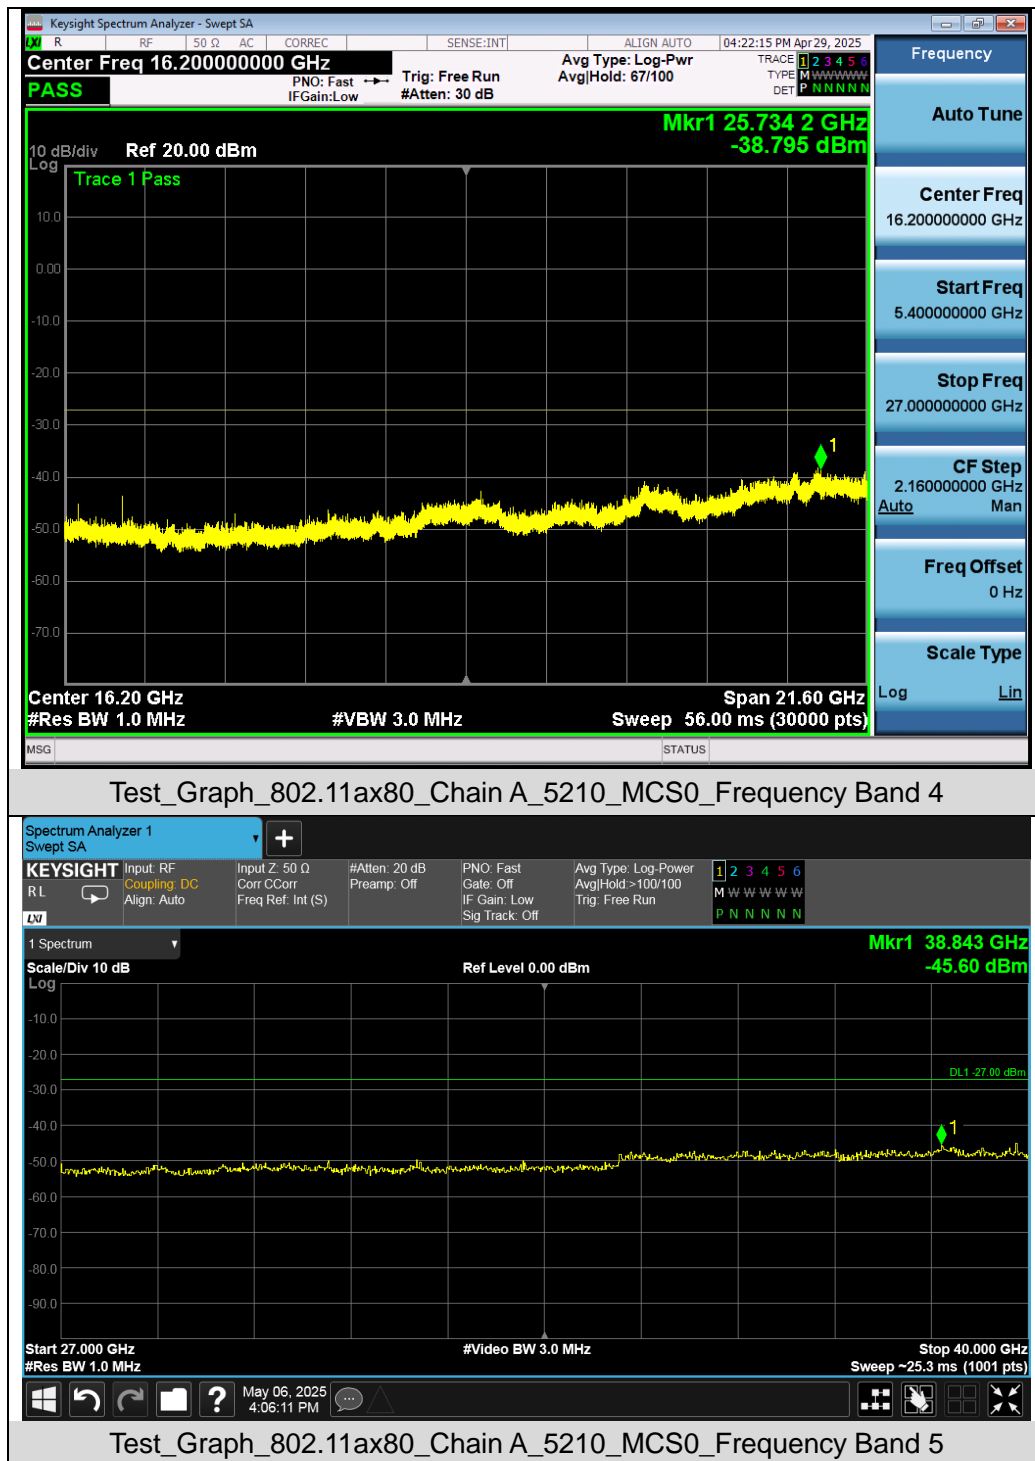 Keysight Spectrum Analyzer - Swept SA
LXI R RF 50 Ω AC CORREC SENSE:INT ALIGN AUTO 04:22:15 PM Apr 29, 2025
Center Freq 16.200000000 GHz
PASS
PNO: Fast
IFGain:Low
Trig: Free Run
#Atten: 30 dB
Avg Type: Log-Pwr
Avg|Hold: 67/100
TRACE 1 2 3 4 5 6
TYPE M WWWWW
DET P N N N N N
Mkr1 25.734 2 GHz
-38.795 dBm
10 dB/div Ref 20.00 dBm
Log
Trace 1 Pass
10.0
0.00
-10.0
-20.0
-30.0
-40.0
-50.0
-60.0
-70.0
1
Center 16.20 GHz Span 21.60 GHz
#Res BW 1.0 MHz #VBW 3.0 MHz Sweep 56.00 ms (30000 pts)
MSG STATUS
Frequency
Auto Tune
Center Freq
16.200000000 GHz
Start Freq
5.400000000 GHz
Stop Freq
27.000000000 GHz
CF Step
2.160000000 GHz
Auto Man
Freq Offset
0 Hz
Scale Type
Log Lin
Test_Graph_802.11ax80_Chain A_5210_MCS0_Frequency Band 4
Spectrum Analyzer 1
Swept SA
+
KEYSIGHT
R L
LXI
Input: RF
Coupling: DC
Align: Auto
Input Z: 50 Ω
Corr CCorr
Freq Ref: Int (S)
#Atten: 20 dB
Preamp: Off
PNO: Fast
Gate: Off
IF Gain: Low
Sig Track: Off
Avg Type: Log-Power
Avg|Hold:>100/100
Trig: Free Run
1 2 3 4 5 6
M W W W W W
P N N N N N
1 Spectrum
Mkr1 38.843 GHz
-45.60 dBm
Scale/Div 10 dB Ref Level 0.00 dBm
Log
-10.0
-20.0
-30.0
-40.0
-50.0
-60.0
-70.0
-80.0
-90.0
DL1 -27.00 dBm
1
Start 27.000 GHz #Video BW 3.0 MHz Stop 40.000 GHz
#Res BW 1.0 MHz Sweep ~25.3 ms (1001 pts)
?
May 06, 2025
4:06:11 PM
Test_Graph_802.11ax80_Chain A_5210_MCS0_Frequency Band 5